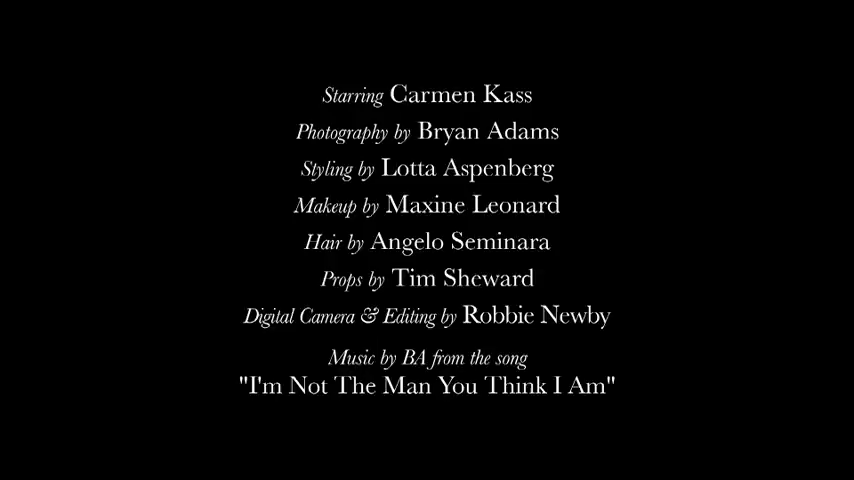 Starring Carmen Kass
Photography by Bryan Adams
Styling by Lotta Aspenberg
Makeup by Maxine Leonard
Hair by Angelo Seminara
Props by Tim Sheward
Digital Camera & Editing by Robbie Newby
Music by BA from the song
"I'm Not The Man You Think I Am"